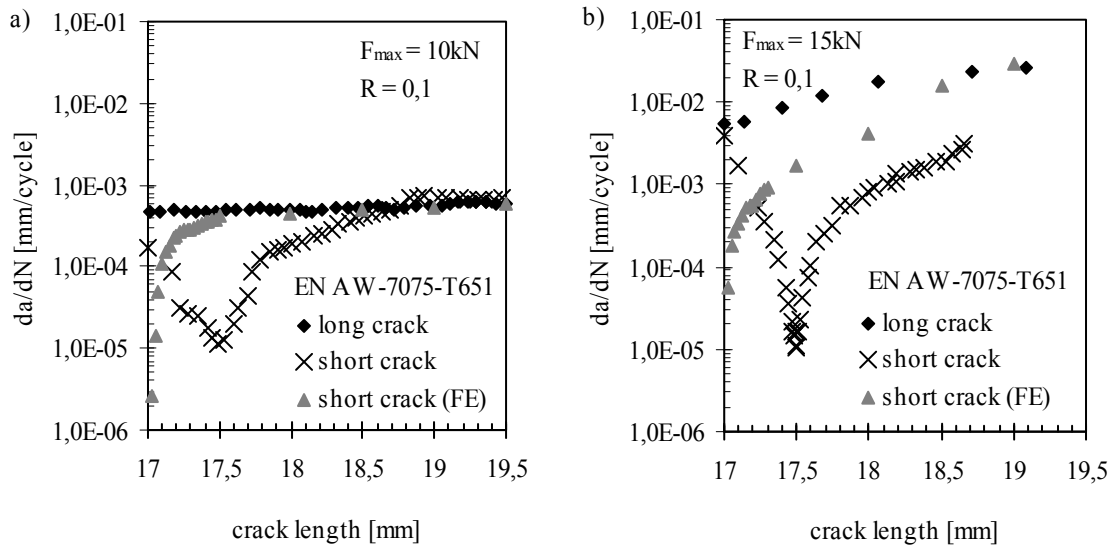 a)
1,0E-01
1,0E-02
1,0E-03
1,0E-04
1,0E-05
1,0E-06
da/dN [mm/cycle]
Fmax = 10kN
R = 0,1
EN AW-7075-T651
long crack
short crack
short crack (FE)
17 17,5 18 18,5 19 19,5
crack length [mm]
b)
1,0E-01
1,0E-02
1,0E-03
1,0E-04
1,0E-05
1,0E-06
da/dN [mm/cycle]
Fmax = 15kN
R = 0,1
EN AW-7075-T651
long crack
short crack
short crack (FE)
17 17,5 18 18,5 19 19,5
crack length [mm]